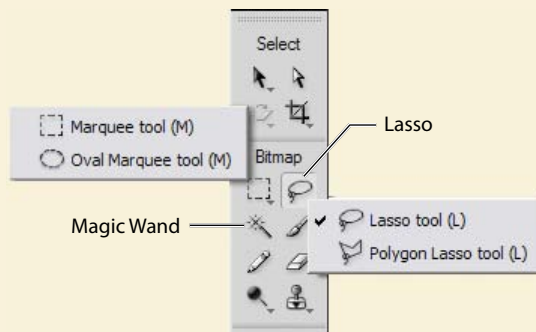 Select
Marquee tool (M)
Oval Marquee tool (M)
Lasso
Bitmap
Magic Wand
Lasso tool (L)
Polygon Lasso tool (L)